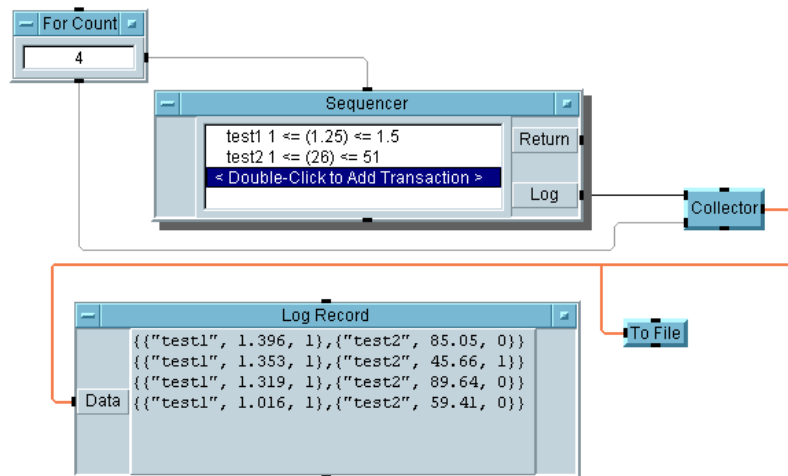 For Count
4
Sequencer
test1 1 <= (1.25) <= 1.5
test2 1 <= (26) <= 51
< Double-Click to Add Transaction >
Return
Log
Collector
Log Record
{{"test1", 1.396, 1},{"test2", 85.05, 0}}
{{"test1", 1.353, 1},{"test2", 45.66, 1}}
{{"test1", 1.319, 1},{"test2", 89.64, 0}}
{{"test1", 1.016, 1},{"test2", 59.41, 0}}
Data
To File